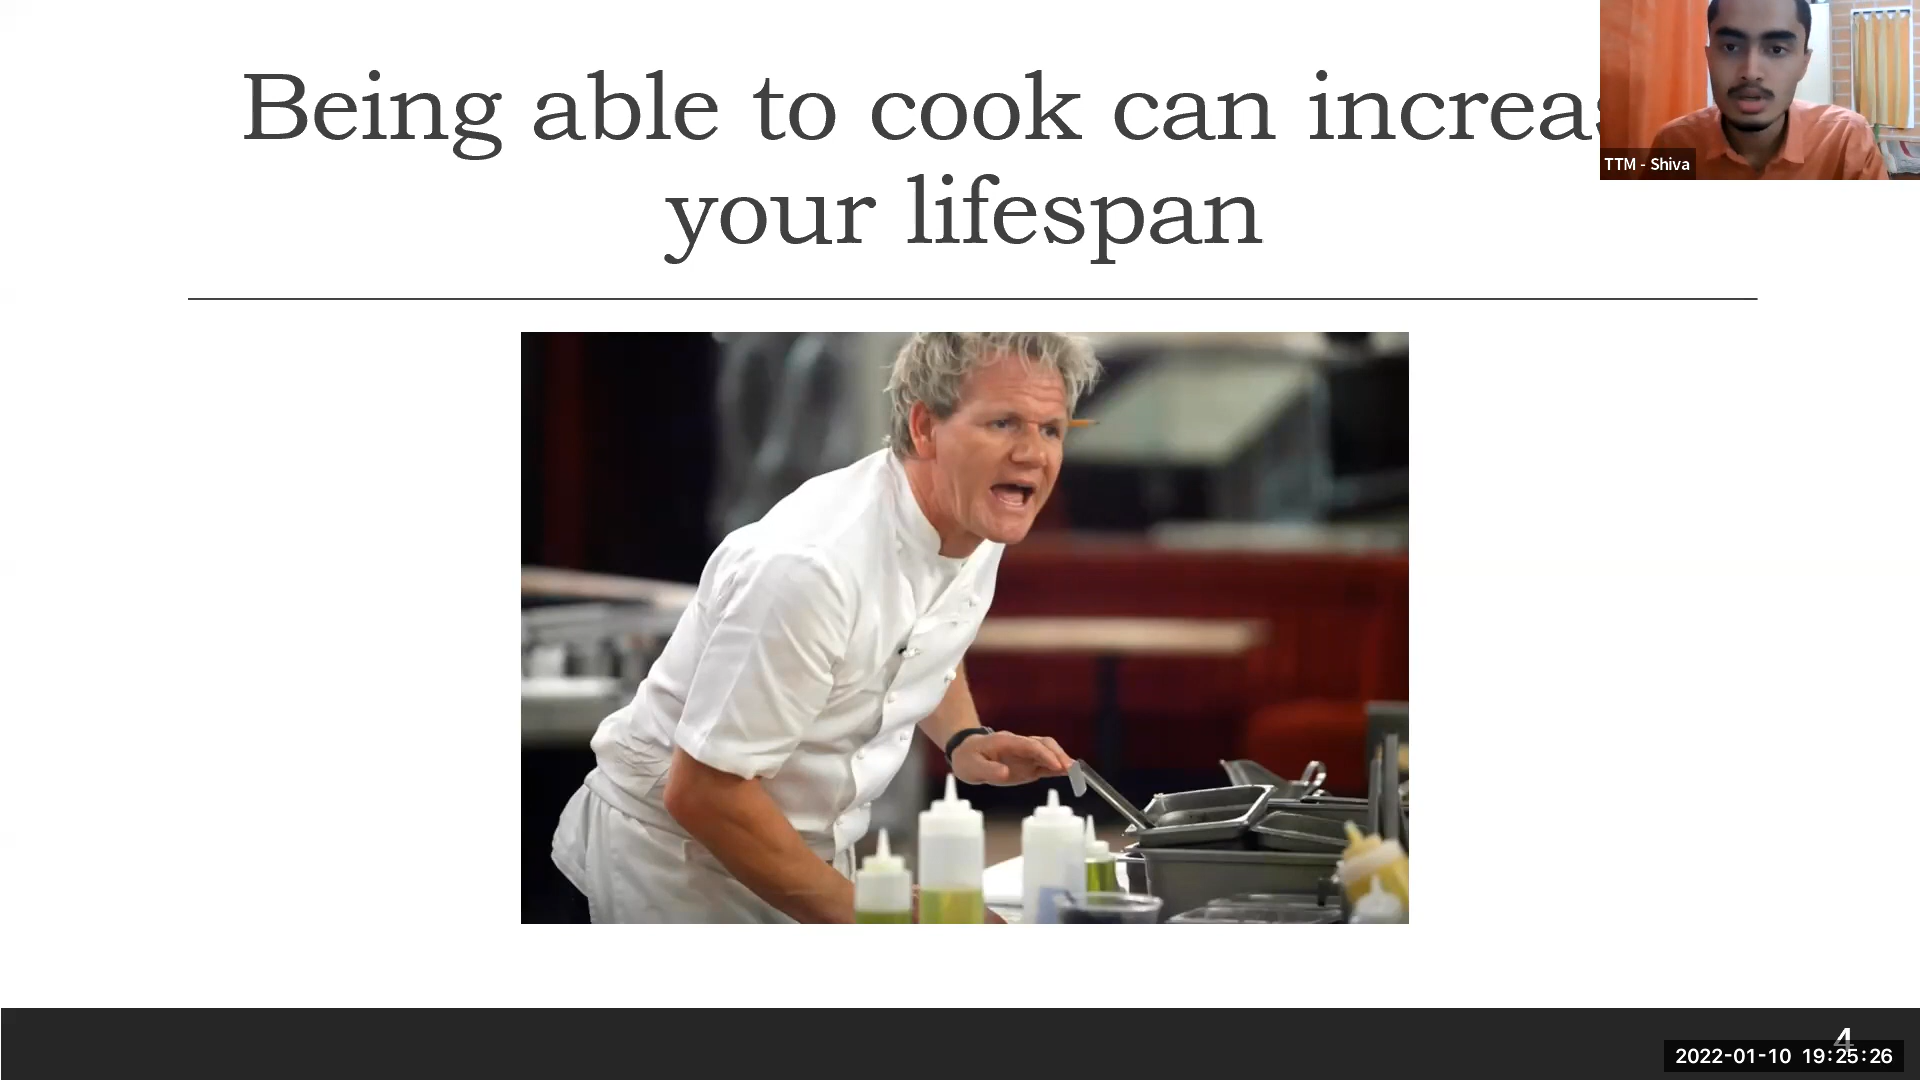 Being able to cook can increas
your lifespan
TTM - Shiva
4
2022-01-10 19:25:26